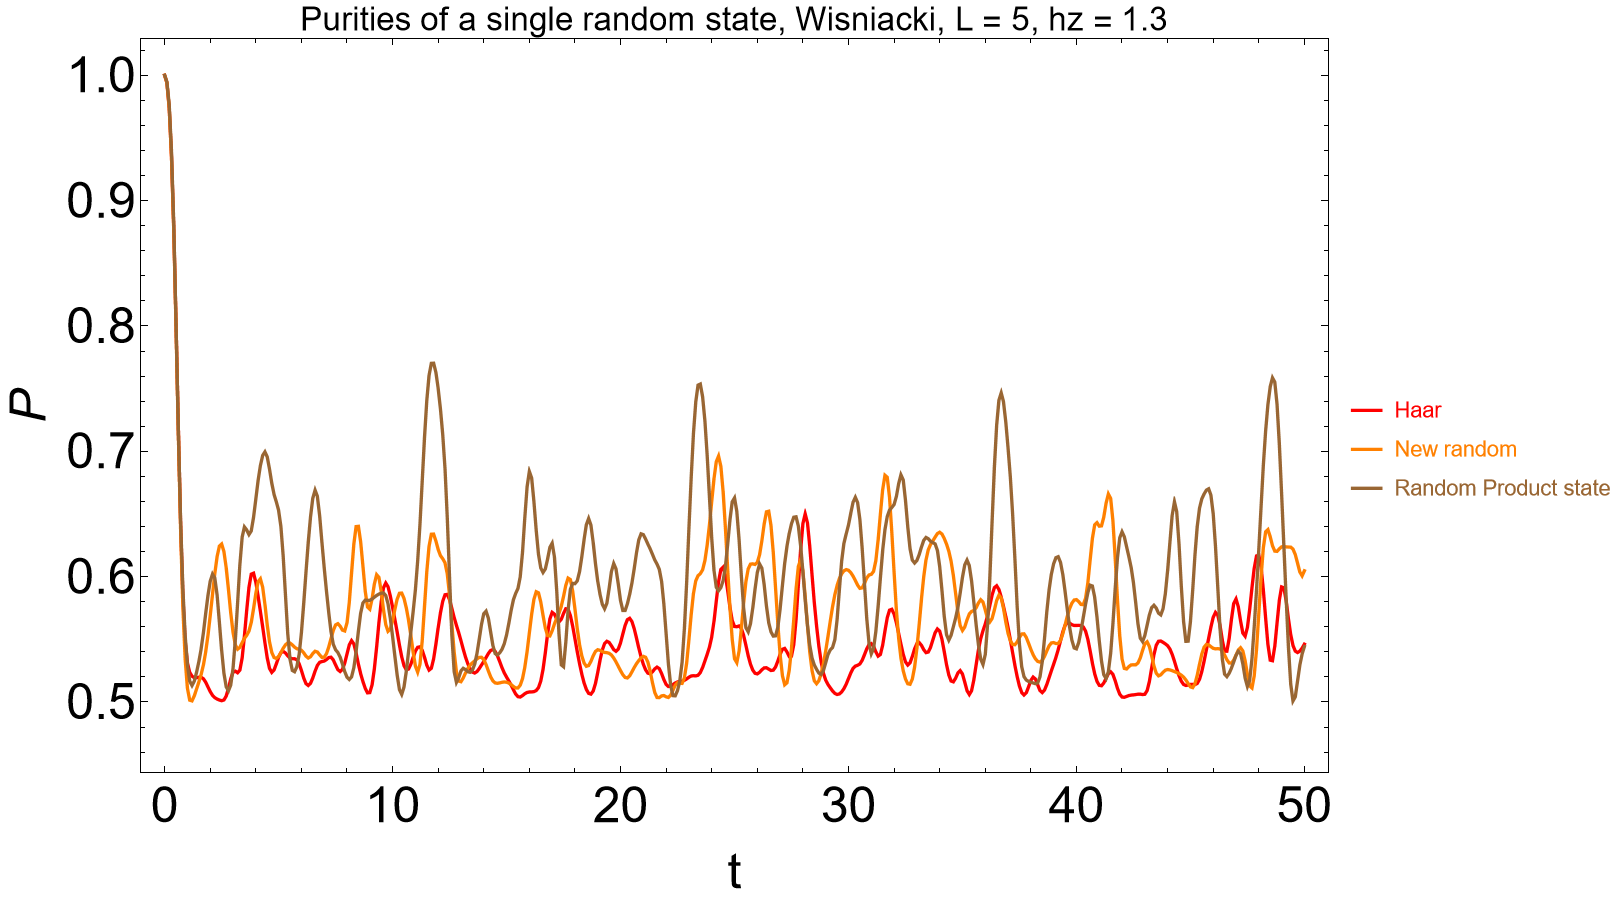 Purities of a single random state, Wisniacki, L = 5, hz = 1.3
1.0
0.9
0.8
0.7
0.6
0.5
P
0 10 20 30 40 50
t
Haar
New random
Random Product state